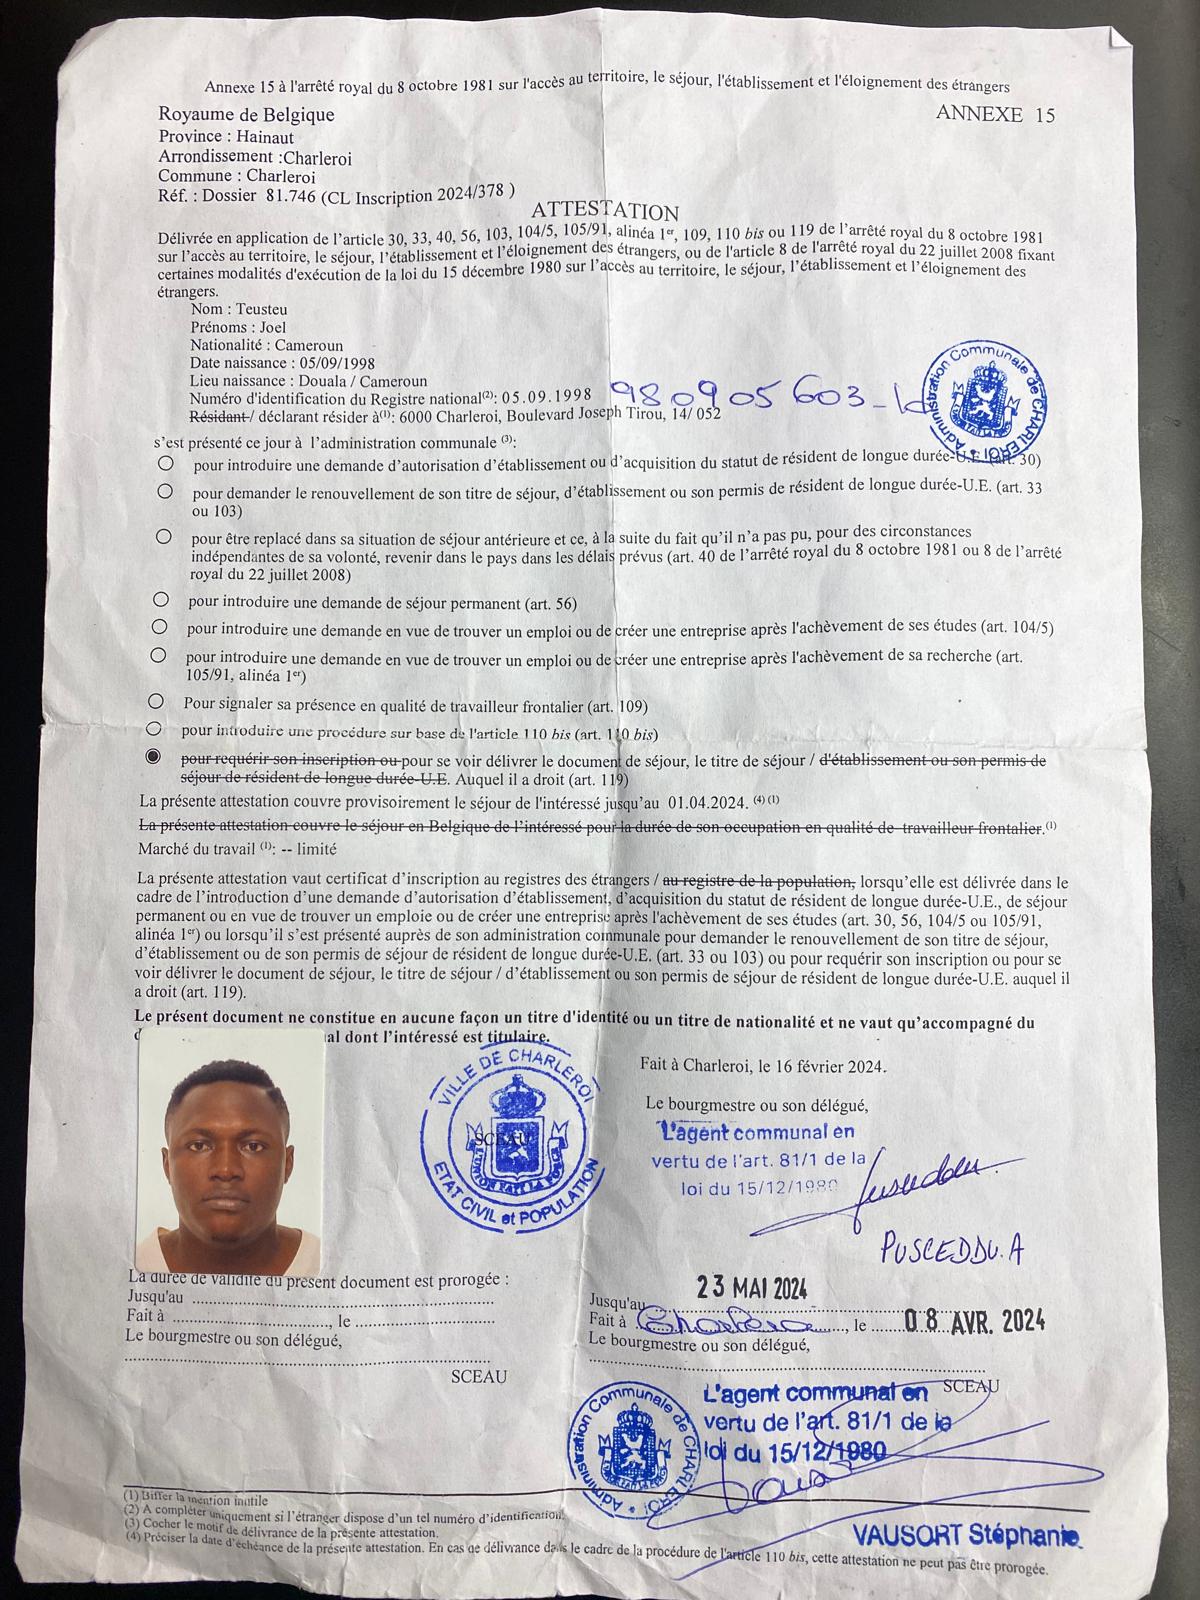 Annexe 15 à l'arrêté royal du 8 octobre 1981 sur l'accès au territoire, le séjour, l'établissement et l'éloignement des étrangers
Royaume de Belgique
ANNEXE 15
Province : Hainaut
Arrondissement :Charleroi
Commune : Charleroi
Réf. : Dossier 81.746 (CL Inscription 2024/378 )
ATTESTATION
Délivrée en application de l'article 30, 33, 40, 56, 103, 104/5, 105/91, alinéa 1er, 109, 110 bis ou 119 de l'arrêté royal du 8 octobre 1981
sur l'accès au territoire, le séjour, l'établissement et l'éloignement des étrangers, ou de l'article 8 de l'arrêté royal du 22 juillet 2008 fixant
certaines modalités d'exécution de la loi du 15 décembre 1980 sur l'accès au territoire, le séjour, l'établissement et l'éloignement des
étrangers.
Nom : Teusteu
Prénoms : Joel
Nationalité : Cameroun
Date naissance : 05/09/1998
Lieu naissance : Douala / Cameroun
Numéro d'identification du Registre national(2): 05.09.1998 980905 603-
Résidant / déclarant résider à(1): 6000 Charleroi, Boulevard Joseph Tirou, 14/ 052
Administration Communale de CHARLEROI
s'est présenté ce jour à l'administration communale (3):
pour introduire une demande d'autorisation d'établissement ou d'acquisition du statut de résident de longue durée-U.E. (art. 30)
pour demander le renouvellement de son titre de séjour, d'établissement ou son permis de résident de longue durée-U.E. (art. 33
ou 103)
pour être replacé dans sa situation de séjour antérieure et ce, à la suite du fait qu'il n'a pas pu, pour des circonstances
indépendantes de sa volonté, revenir dans le pays dans les délais prévus (art. 40 de l'arrêté royal du 8 octobre 1981 ou 8 de l'arrêté
royal du 22 juillet 2008)
pour introduire une demande de séjour permanent (art. 56)
pour introduire une demande en vue de trouver un emploi ou de créer une entreprise après l'achèvement de ses études (art. 104/5)
pour introduire une demande en vue de trouver un emploi ou de créer une entreprise après l'achèvement de sa recherche (art.
105/91, alinéa 1er)
Pour signaler sa présence en qualité de travailleur frontalier (art. 109)
pour introduire une procédure sur base de l'article 110 bis (art. 110 bis)
pour requérir son inscription ou pour se voir délivrer le document de séjour, le titre de séjour / d'établissement ou son permis de
séjour de résident de longue durée-U.E. Auquel il a droit (art. 119)
La présente attestation couvre provisoirement le séjour de l'intéressé jusqu'au 01.04.2024. (4) (1)
La présente attestation couvre le séjour en Belgique de l'intéressé pour la durée de son occupation en qualité de travailleur frontalier.(1)
Marché du travail (1): -- limité
La présente attestation vaut certificat d'inscription au registres des étrangers / au registre de la population, lorsqu'elle est délivrée dans le
cadre de l'introduction d'une demande d'autorisation d'établissement, d'acquisition du statut de résident de longue durée-U.E., de séjour
permanent ou en vue de trouver un emploie ou de créer une entreprise après l'achèvement de ses études (art. 30, 56, 104/5 ou 105/91,
alinéa 1er) ou lorsqu'il s'est présenté auprès de son administration communale pour demander le renouvellement de son titre de séjour,
d'établissement ou de son permis de séjour de résident de longue durée-U.E. (art. 33 ou 103) ou pour requérir son inscription ou pour se
voir délivrer le document de séjour, le titre de séjour / d'établissement ou son permis de séjour de résident de longue durée-U.E. auquel il
a droit (art. 119).
Le présent document ne constitue en aucune façon un titre d'identité ou un titre de nationalité et ne vaut qu'accompagné du
dont l'intéressé est titulaire.
VILLE DE CHARLEROI
SCEAU
L'UNION FAIT LA FORCE
ETAT CIVIL et POPULATION
Fait à Charleroi, le 16 février 2024.
Le bourgmestre ou son délégué,
L'agent communal en
vertu de l'art. 81/1 de la
loi du 15/12/1980
PUSCEDDU.A
La durée de validité du présent document est prorogée :
Jusqu'au ..........
Fait à .........., le ..........
Le bourgmestre ou son délégué,
SCEAU
Jusqu'au 23 MAI 2024
Fait à Charleroi, le 08 AVR. 2024
Le bourgmestre ou son délégué,
SCEAU
Administration Communale de CHARLEROI
L'agent communal en
vertu de l'art. 81/1 de la
loi du 15/12/1980
VAUSORT Stéphanie
(1) Biffer la mention inutile
(2) A compléter uniquement si l'étranger dispose d'un tel numéro d'identification.
(3) Cocher le motif de délivrance de la présente attestation.
(4) Préciser la date d'échéance de la présente attestation. En cas de délivrance dans le cadre de la procédure de l'article 110 bis, cette attestation ne peut pas être prorogée.